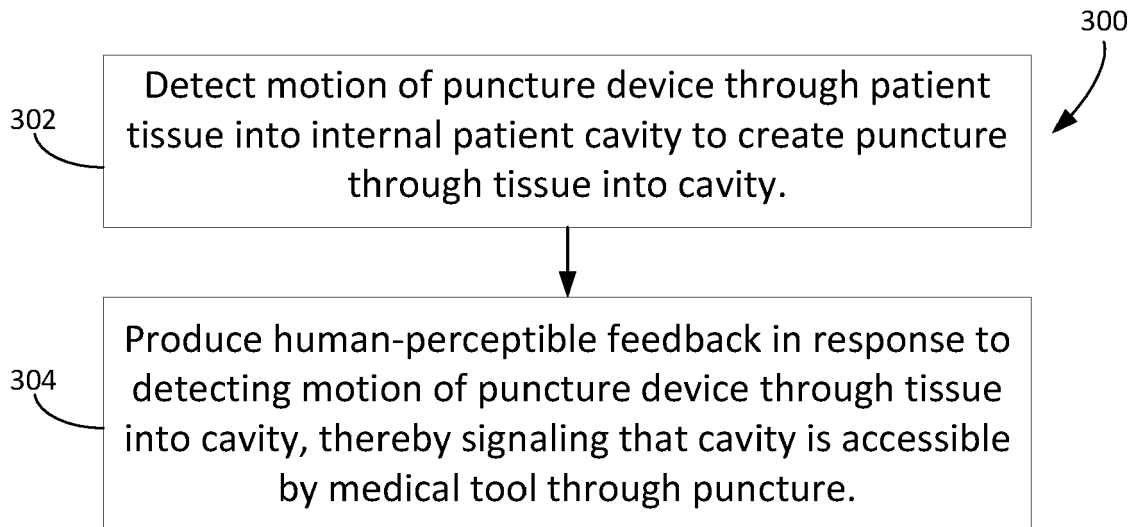 300
302
Detect motion of puncture device through patient
tissue into internal patient cavity to create puncture
through tissue into cavity.
304
Produce human-perceptible feedback in response to
detecting motion of puncture device through tissue
into cavity, thereby signaling that cavity is accessible
by medical tool through puncture.